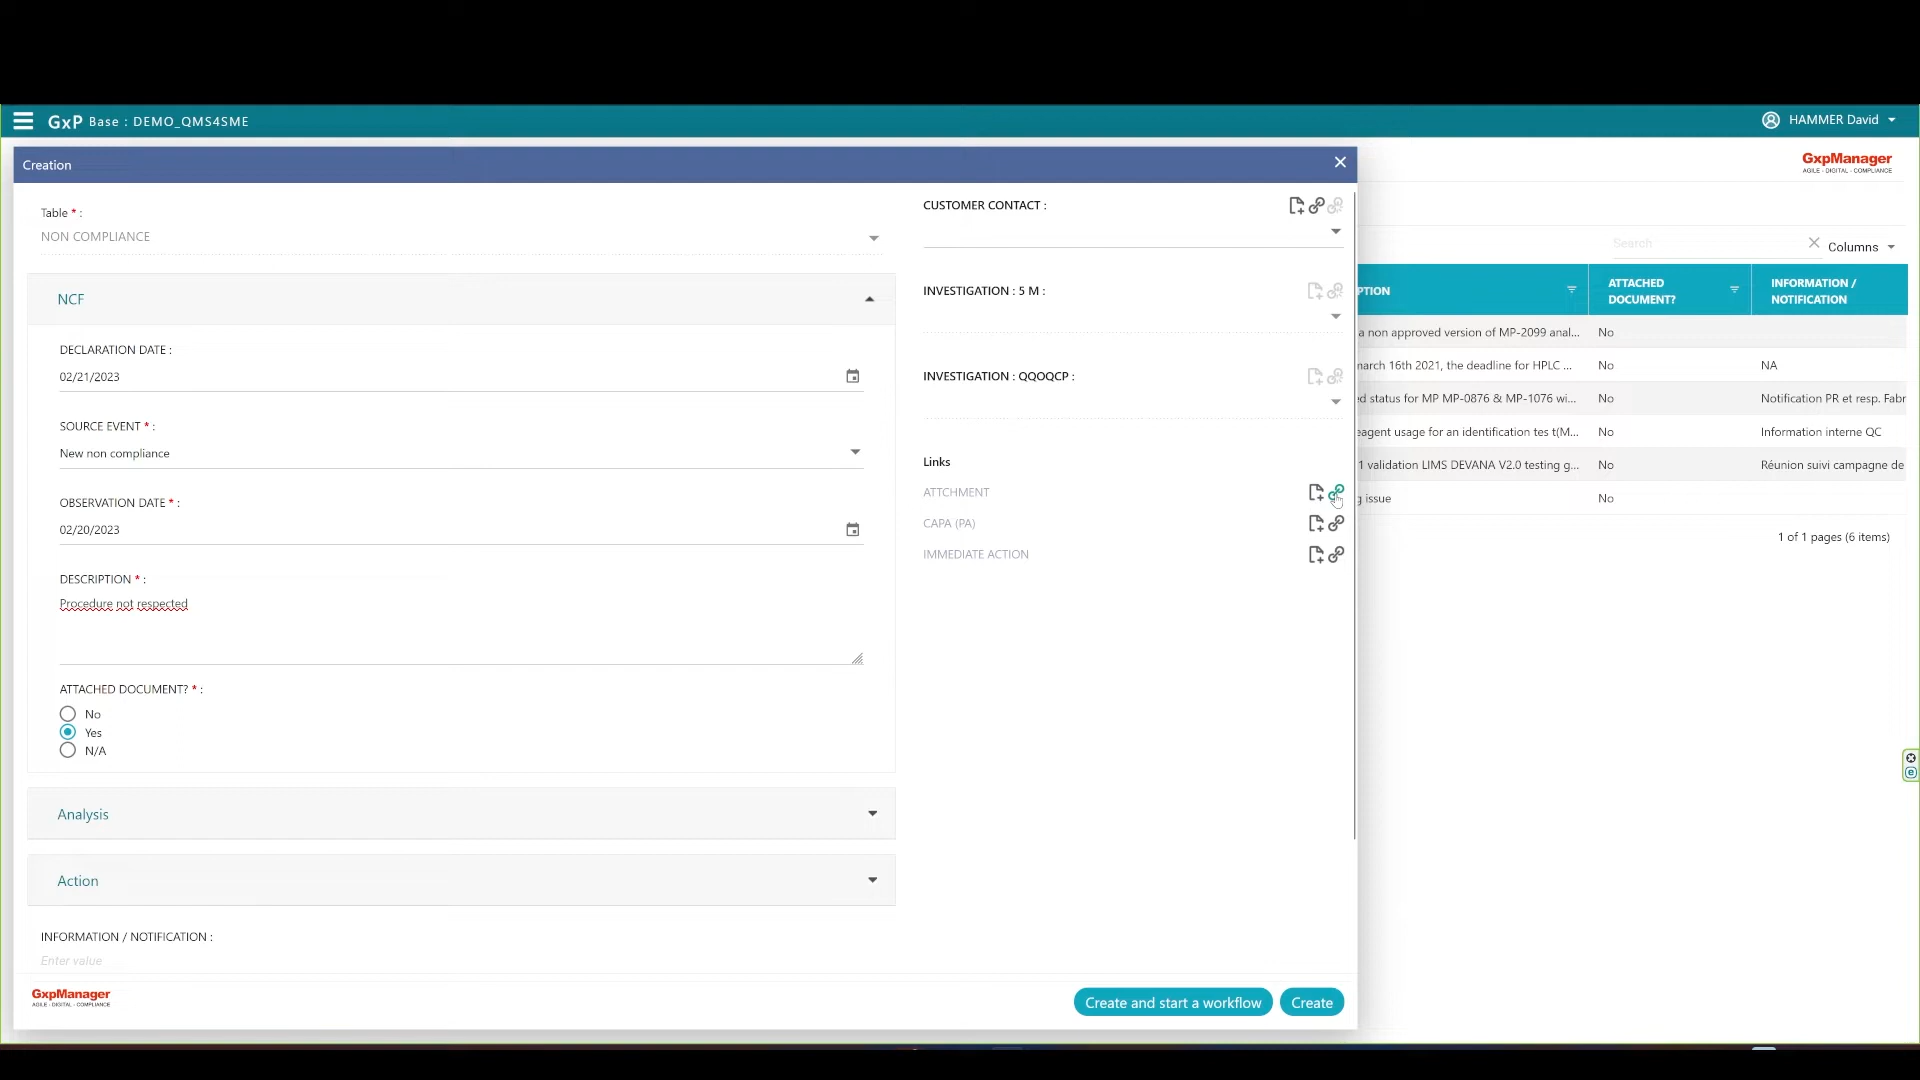 GxP Base : DEMO_QMS4SME
HAMMER David
Creation
GxpManager
AGILE - DIGITAL - COMPLIANCE
Table * :
NON COMPLIANCE
NCF
DECLARATION DATE :
02/21/2023
SOURCE EVENT * :
New non compliance
OBSERVATION DATE * :
02/20/2023
DESCRIPTION * :
Procedure not respected
ATTACHED DOCUMENT? * :
No
Yes
N/A
Analysis
Action
INFORMATION / NOTIFICATION :
Enter value
GxpManager
AGILE - DIGITAL - COMPLIANCE
CUSTOMER CONTACT :
INVESTIGATION : 5 M :
INVESTIGATION : QQOQCP :
Links
ATTCHMENT
CAPA (PA)
IMMEDIATE ACTION
Create and start a workflow
Create
Search
Columns
PTION
ATTACHED DOCUMENT?
INFORMATION / NOTIFICATION
a non approved version of MP-2099 anal... No
march 16th 2021, the deadline for HPLC ... No NA
ed status for MP MP-0876 & MP-1076 wi... No Notification PR et resp. Fabr
eagent usage for an identification tes t(M... No Information interne QC
1 validation LIMS DEVANA V2.0 testing g... No Réunion suivi campagne de
g issue No
1 of 1 pages (6 items)